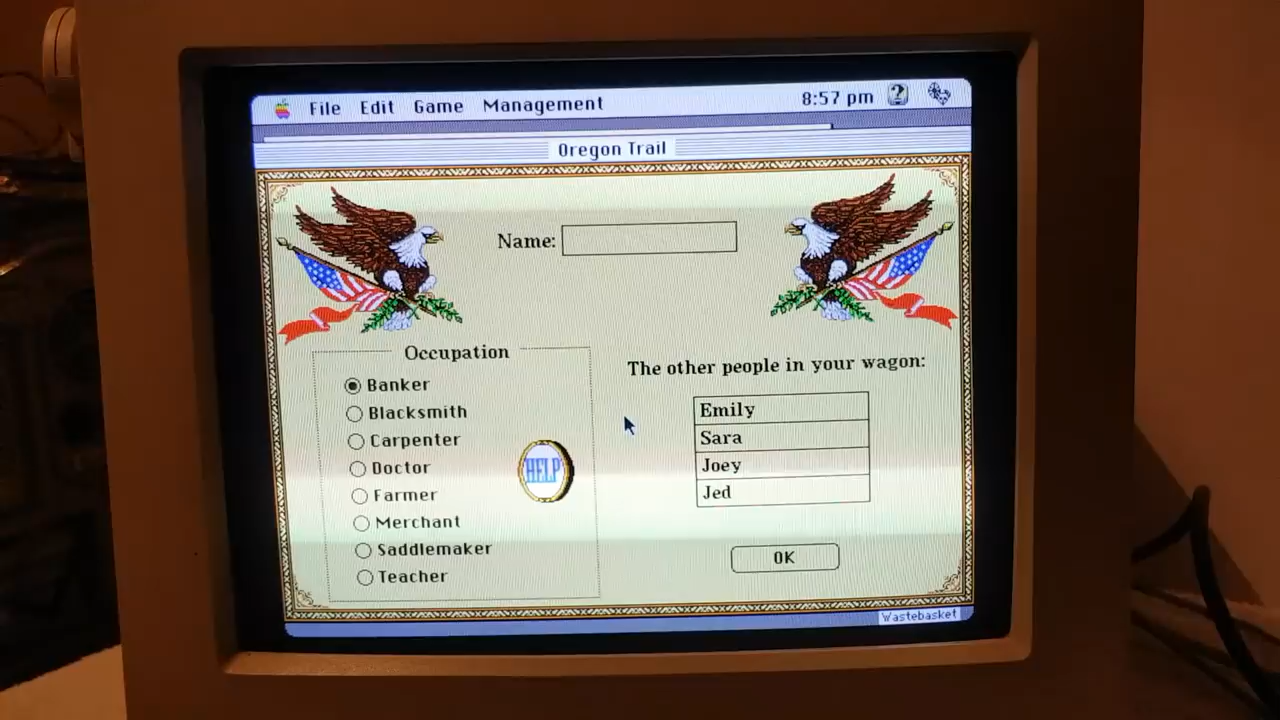 File Edit Game Management 8:57 pm
Oregon Trail
Name:
Occupation
Banker
Blacksmith
Carpenter
Doctor
Farmer
Merchant
Saddlemaker
Teacher
HELP
The other people in your wagon:
Emily
Sara
Joey
Jed
OK
Wastebasket